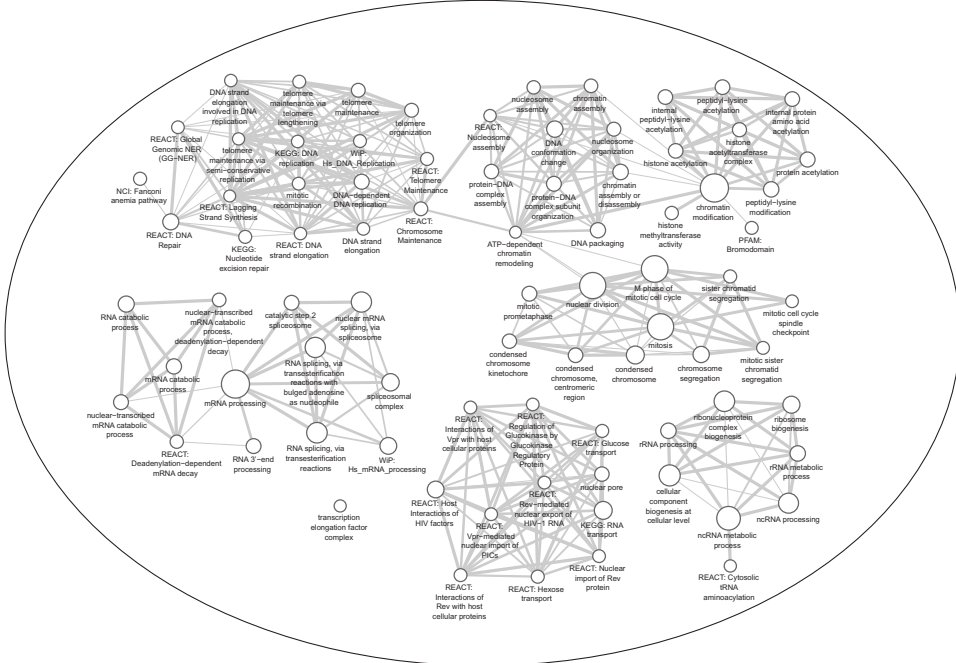 DNA strand
elongation
involved in DNA
replication
telomere
maintenance via
telomere
lengthening
telomere
maintenance
telomere
organization
REACT: Global
Genomic NER
(GG−NER)
telomere
maintenance via
semi−conservative
replication
KEGG: DNA
replication
WiP:
Hs_DNA_Replication
REACT:
Telomere
Maintenance
NCI: Fanconi
anemia pathway
mitotic
recombination
DNA−dependent
DNA replication
REACT: Lagging
Strand Synthesis
REACT:
Chromosome
Maintenance
REACT: DNA
Repair
KEGG:
Nucleotide
excision repair
REACT: DNA
strand elongation
DNA strand
elongation
nucleosome
assembly
chromatin
assembly
REACT:
Nucleosome
assembly
DNA
conformation
change
nucleosome
organization
protein−DNA
complex
assembly
protein−DNA
complex subunit
organization
chromatin
assembly or
disassembly
ATP−dependent
chromatin
remodeling
DNA packaging
internal
peptidyl−lysine
acetylation
peptidyl−lysine
acetylation
internal protein
amino acid
acetylation
histone
acetyltransferase
complex
histone acetylation
protein acetylation
chromatin
modification
peptidyl−lysine
modification
histone
methyltransferase
activity
PFAM:
Bromodomain
nuclear division
M phase of
mitotic cell cycle
sister chromatid
segregation
mitotic
prometaphase
mitotic cell cycle
spindle
checkpoint
mitosis
condensed
chromosome
kinetochore
condensed
chromosome,
centromeric
region
condensed
chromosome
chromosome
segregation
mitotic sister
chromatid
segregation
RNA catabolic
process
nuclear−transcribed
mRNA catabolic
process,
deadenylation−dependent
decay
catalytic step 2
spliceosome
nuclear mRNA
splicing, via
spliceosome
mRNA catabolic
process
mRNA processing
RNA splicing, via
transesterification
reactions with
bulged adenosine
as nucleophile
spliceosomal
complex
nuclear−transcribed
mRNA catabolic
process
REACT:
Deadenylation−dependent
mRNA decay
RNA 3'−end
processing
RNA splicing, via
transesterification
reactions
WiP:
Hs_mRNA_processing
transcription
elongation factor
complex
REACT:
Interactions of
Vpr with host
cellular proteins
REACT:
Regulation of
Glucokinase by
Glucokinase
Regulatory
Protein
REACT: Glucose
transport
nuclear pore
REACT: Host
Interactions of
HIV factors
REACT:
Rev−mediated
nuclear export of
HIV−1 RNA
REACT:
Vpr−mediated
nuclear import of
PICs
KEGG: RNA
transport
REACT:
Interactions of
Rev with host
cellular proteins
REACT: Hexose
transport
REACT: Nuclear
import of Rev
protein
ribonucleoprotein
complex
biogenesis
ribosome
biogenesis
rRNA processing
rRNA metabolic
process
cellular
component
biogenesis at
cellular level
ncRNA processing
ncRNA metabolic
process
REACT: Cytosolic
tRNA
aminoacylation